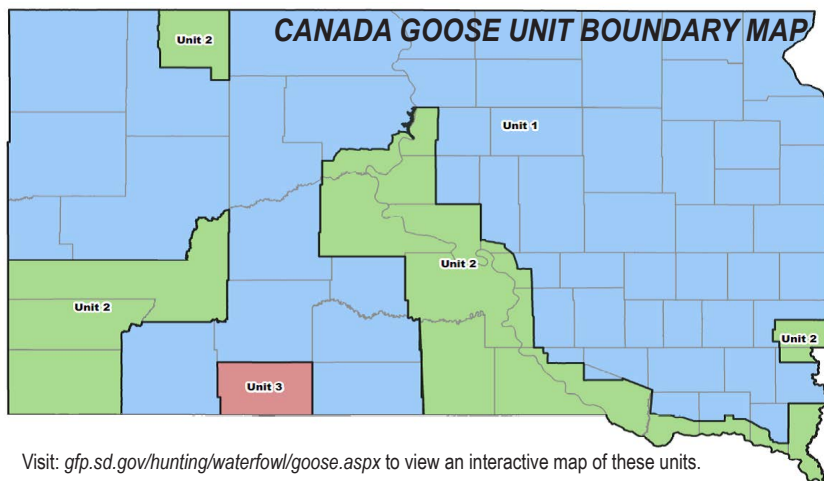 CANADA GOOSE UNIT BOUNDARY MAP
Unit 2
Unit 1
Unit 2
Unit 2
Unit 2
Unit 3
Visit: gfp.sd.gov/hunting/waterfowl/goose.aspx to view an interactive map of these units.